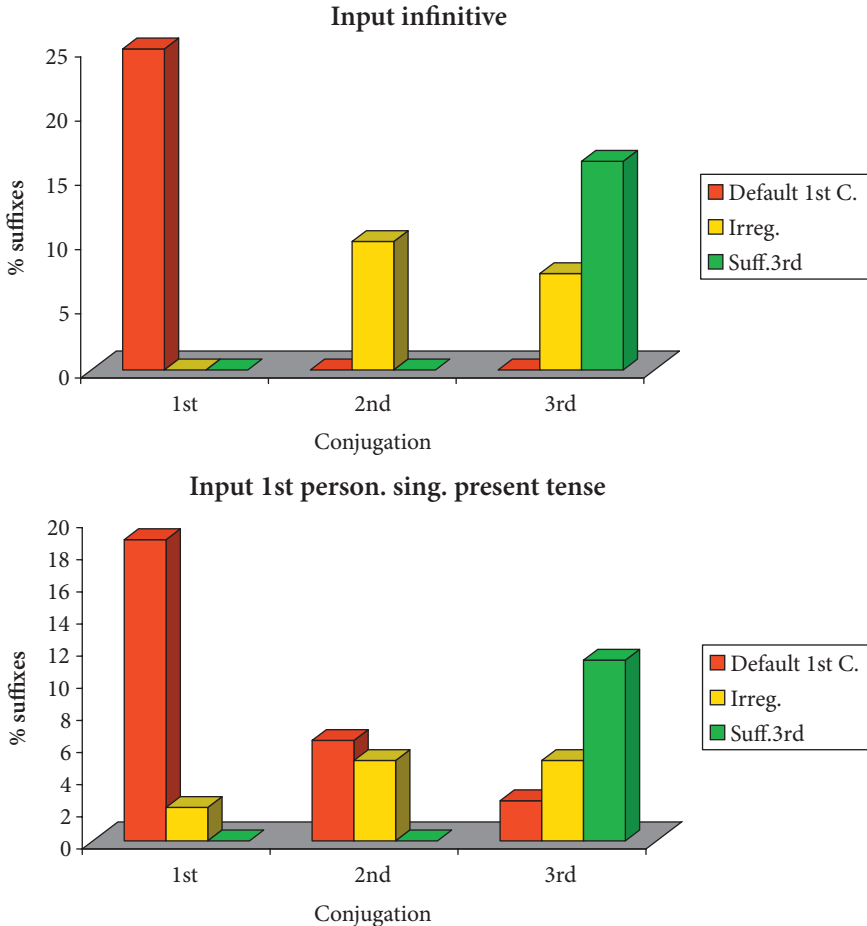 Input infinitive
25
20
15
10
5
0
% suffixes
1st 2nd 3rd
Conjugation
Default 1st C.
Irreg.
Suff.3rd
Input 1st person. sing. present tense
20
18
16
14
12
10
8
6
4
2
0
% suffixes
1st 2nd 3rd
Conjugation
Default 1st C.
Irreg.
Suff.3rd